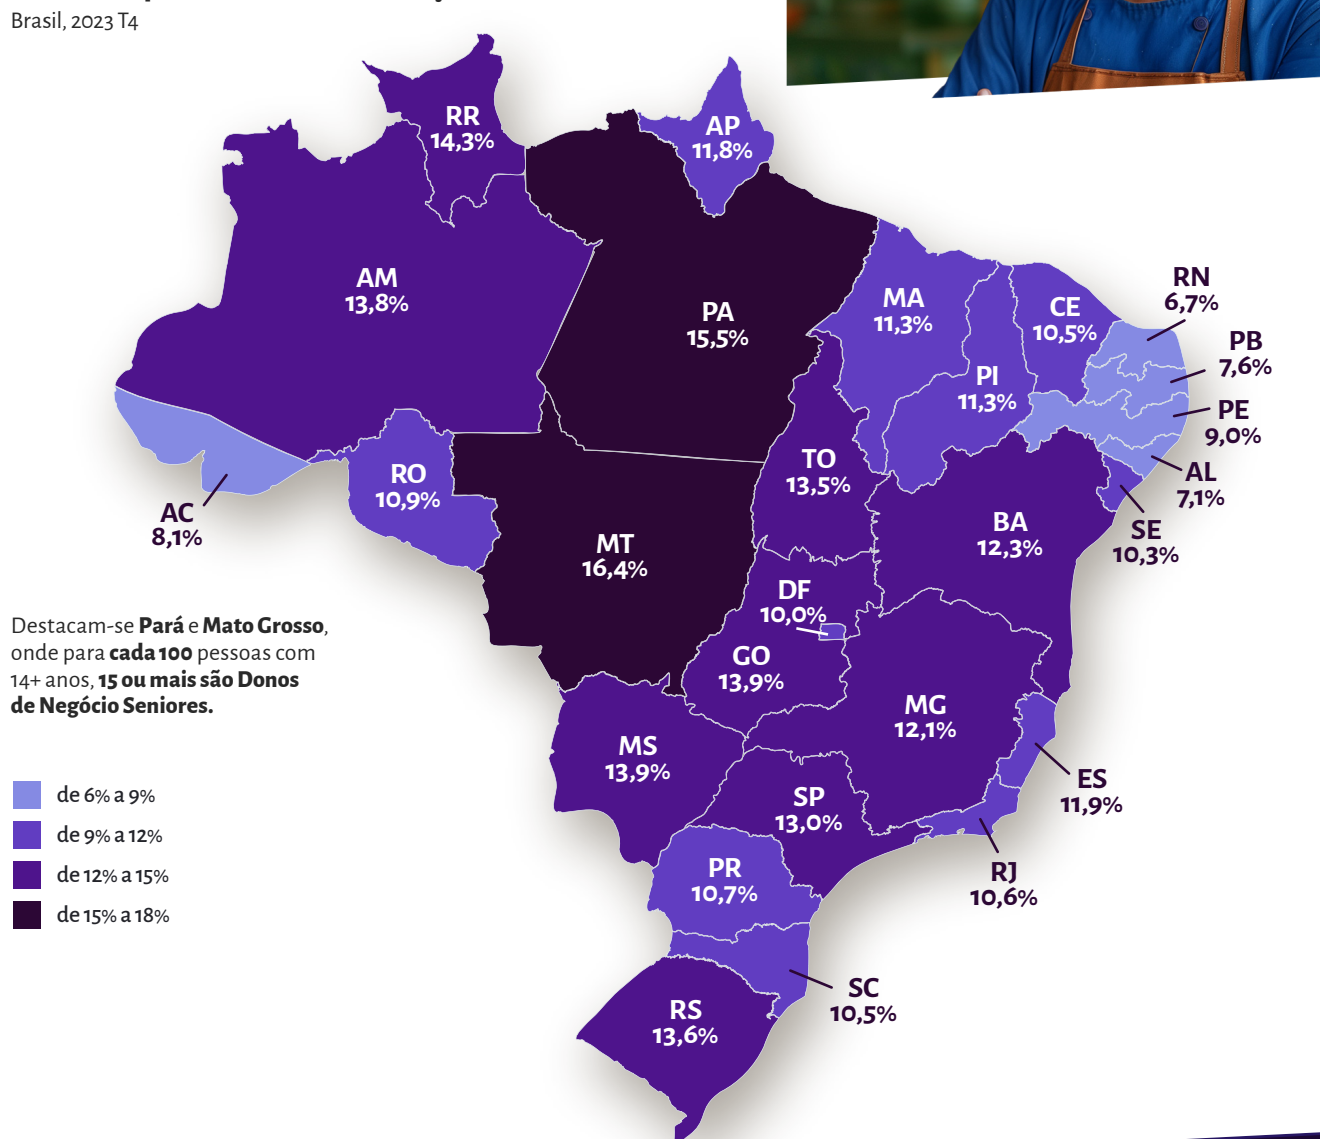 Brasil, 2023 T4
RR
14,3%
AP
11,8%
AM
13,8%
PA
15,5%
MA
11,3%
CE
10,5%
RN
6,7%
PB
7,6%
PI
11,3%
PE
9,0%
TO
13,5%
AL
7,1%
RO
10,9%
AC
8,1%
BA
12,3%
SE
10,3%
MT
16,4%
DF
10,0%
GO
13,9%
Destacam-se Pará e Mato Grosso,
onde para cada 100 pessoas com
14+ anos, 15 ou mais são Donos
de Negócio Seniores.
MG
12,1%
MS
13,9%
ES
11,9%
SP
13,0%
RJ
10,6%
PR
10,7%
SC
10,5%
RS
13,6%
de 6% a 9%
de 9% a 12%
de 12% a 15%
de 15% a 18%